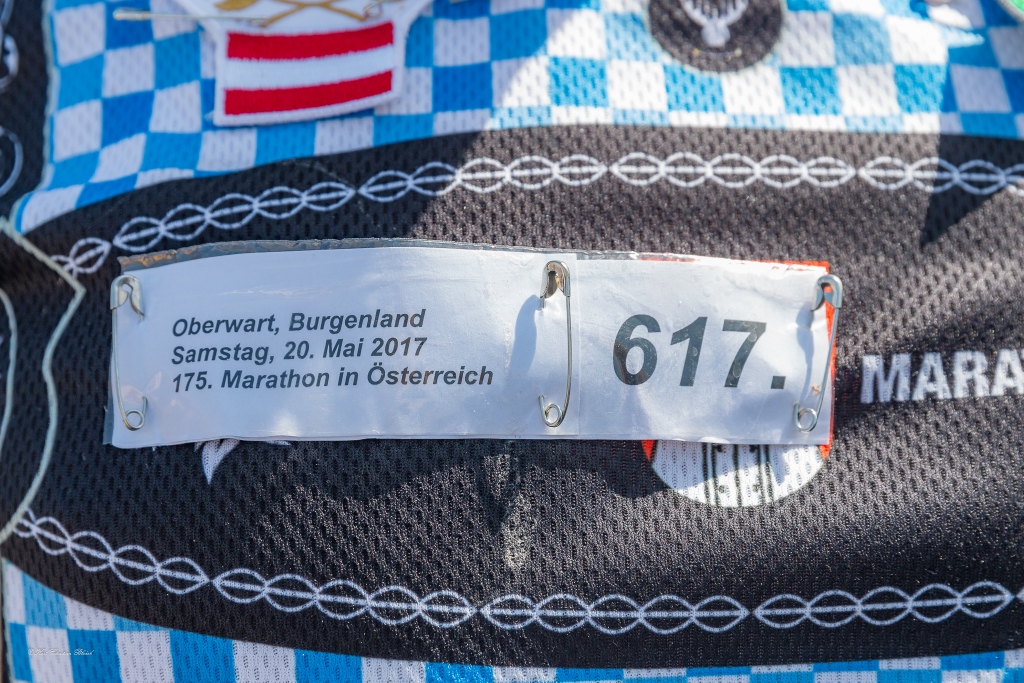 Oberwart, Burgenland
Samstag, 20. Mai 2017
175. Marathon in Österreich
617.
MARA